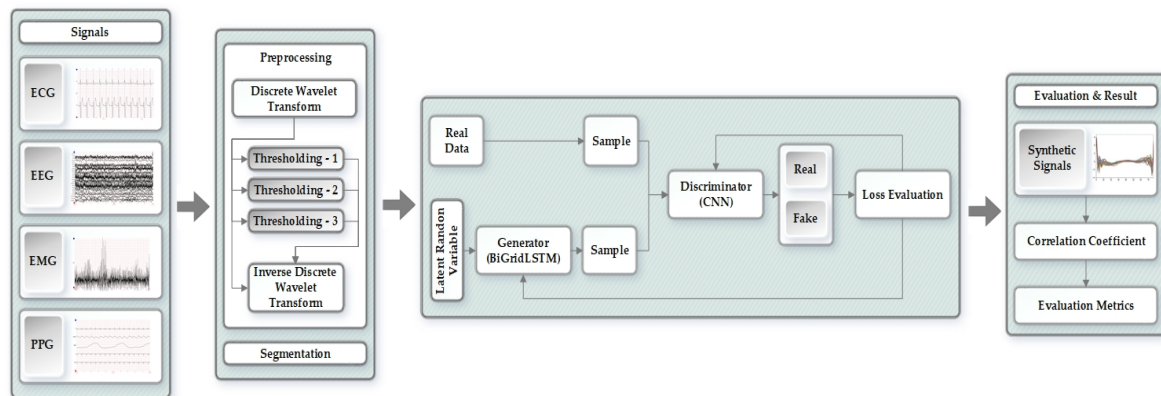 Signals
ECG
EEG
EMG
PPG
Preprocessing
Discrete Wavelet
Transform
Thresholding - 1
Thresholding - 2
Thresholding - 3
Inverse Discrete
Wavelet
Transform
Segmentation
Real
Data
Sample
Latent Randon
Variable
Generator
(BiGridLSTM)
Sample
Discriminator
(CNN)
Real
Fake
Loss Evaluation
Evaluation & Result
Synthetic
Signals
Correlation Coefficient
Evaluation Metrics